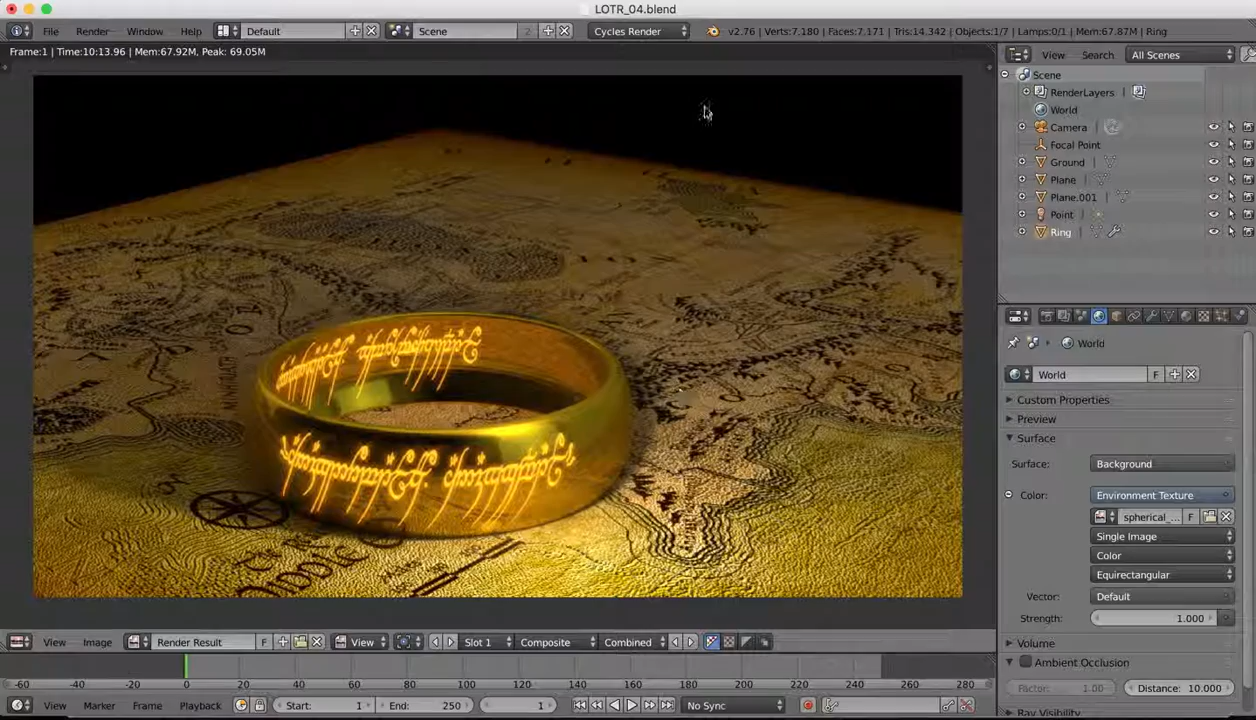 LOTR_04.blend
File Render Window Help Default Scene 2 Cycles Render v2.76 | Verts:7,180 | Faces:7,171 | Tris:14,342 | Objects:1/7 | Lamps:0/1 | Mem:67.87M | Ring
Frame:1 | Time:10:13.96 | Mem:67.92M, Peak: 69.05M
View Search All Scenes
Scene
RenderLayers
World
Camera
Focal Point
Ground
Plane
Plane.001
Point
Ring
World
World F
Custom Properties
Preview
Surface
Surface: Background
Color: Environment Texture
spherical_... F
Single Image
Color
Equirectangular
Vector: Default
Strength: 1.000
Volume
Ambient Occlusion
Factor: 1.00 Distance: 10.000
Ray Visibility
MIDDLE
View Image Render Result F View Slot 1 Composite Combined
-60 -40 -20 0 20 40 60 80 100 120 140 160 180 200 220 240 260 280
View Marker Frame Playback Start: 1 End: 250 1 No Sync